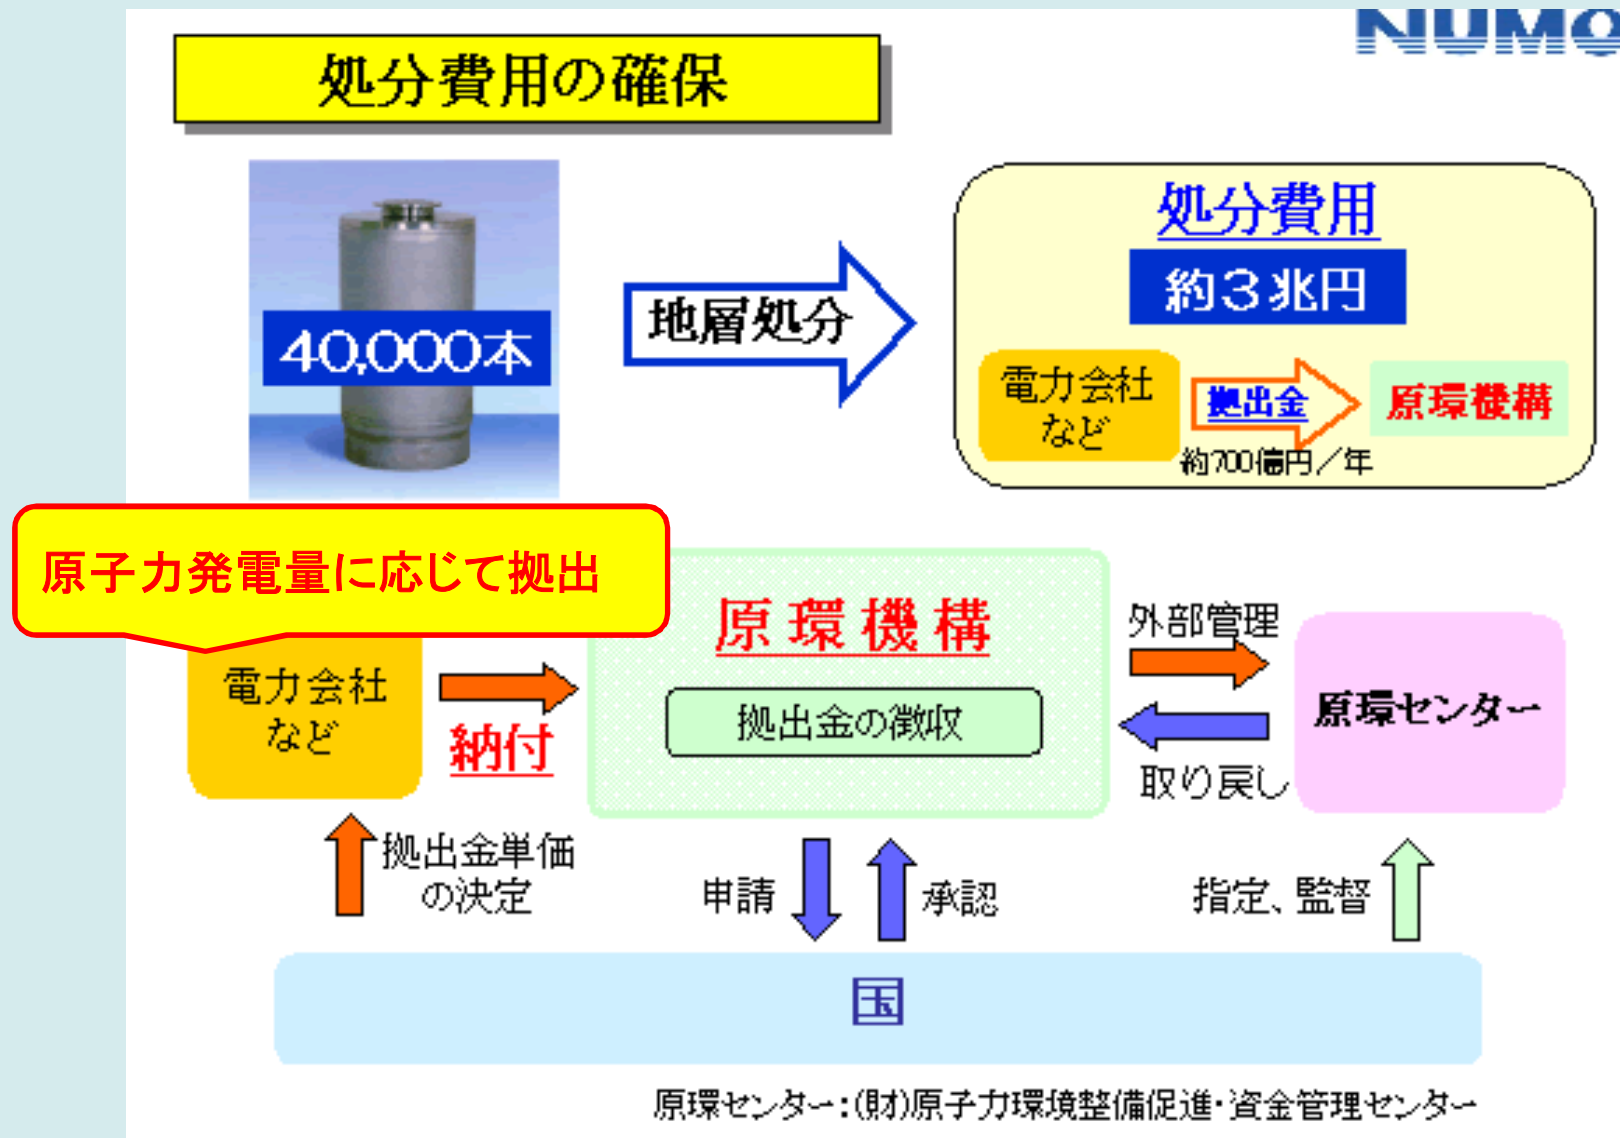 NUMO
処分費用の確保
40,000本
地層処分
処分費用
約3兆円
電力会社
など
拠出金
原環機構
約700億円／年
原子力発電量に応じて拠出
電力会社
など
納付
原環機構
拠出金の徴収
外部管理
取り戻し
原環センター
拠出金単価
の決定
申請
承認
指定、監督
国
原環センター：(財)原子力環境整備促進・資金管理センター